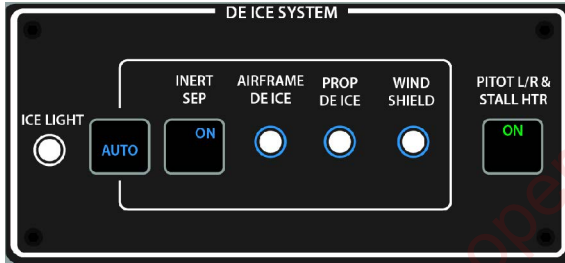 DE ICE SYSTEM
INERT
SEP
AIRFRAME
DE ICE
PROP
DE ICE
WIND
SHIELD
PITOT L/R &
STALL HTR
ICE LIGHT
AUTO
ON
ON